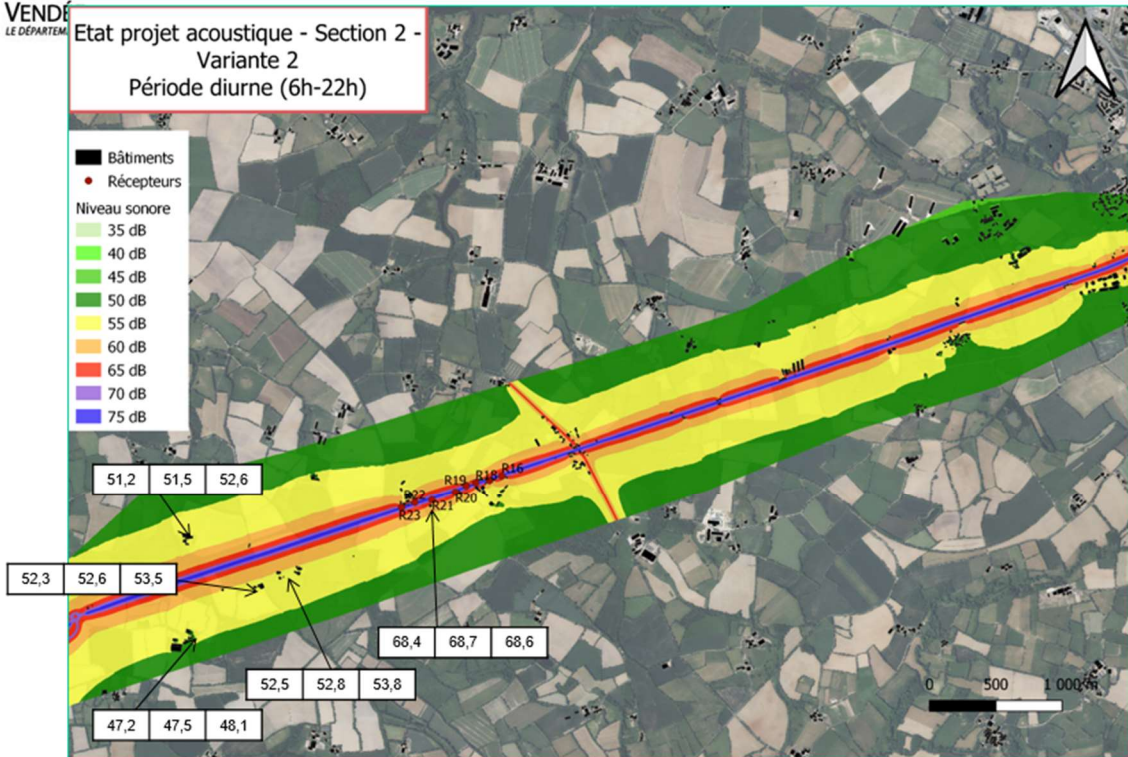 VENDÉ
LE DÉPARTEM
Etat projet acoustique - Section 2 -
Variante 2
Période diurne (6h-22h)
Bâtiments
Récepteurs
Niveau sonore
35 dB
40 dB
45 dB
50 dB
55 dB
60 dB
65 dB
70 dB
75 dB
R16
R18
R19
R20
R22
R21
R23
51,2 51,5 52,6
52,3 52,6 53,5
68,4 68,7 68,6
52,5 52,8 53,8
47,2 47,5 48,1
0 500 1 000 m